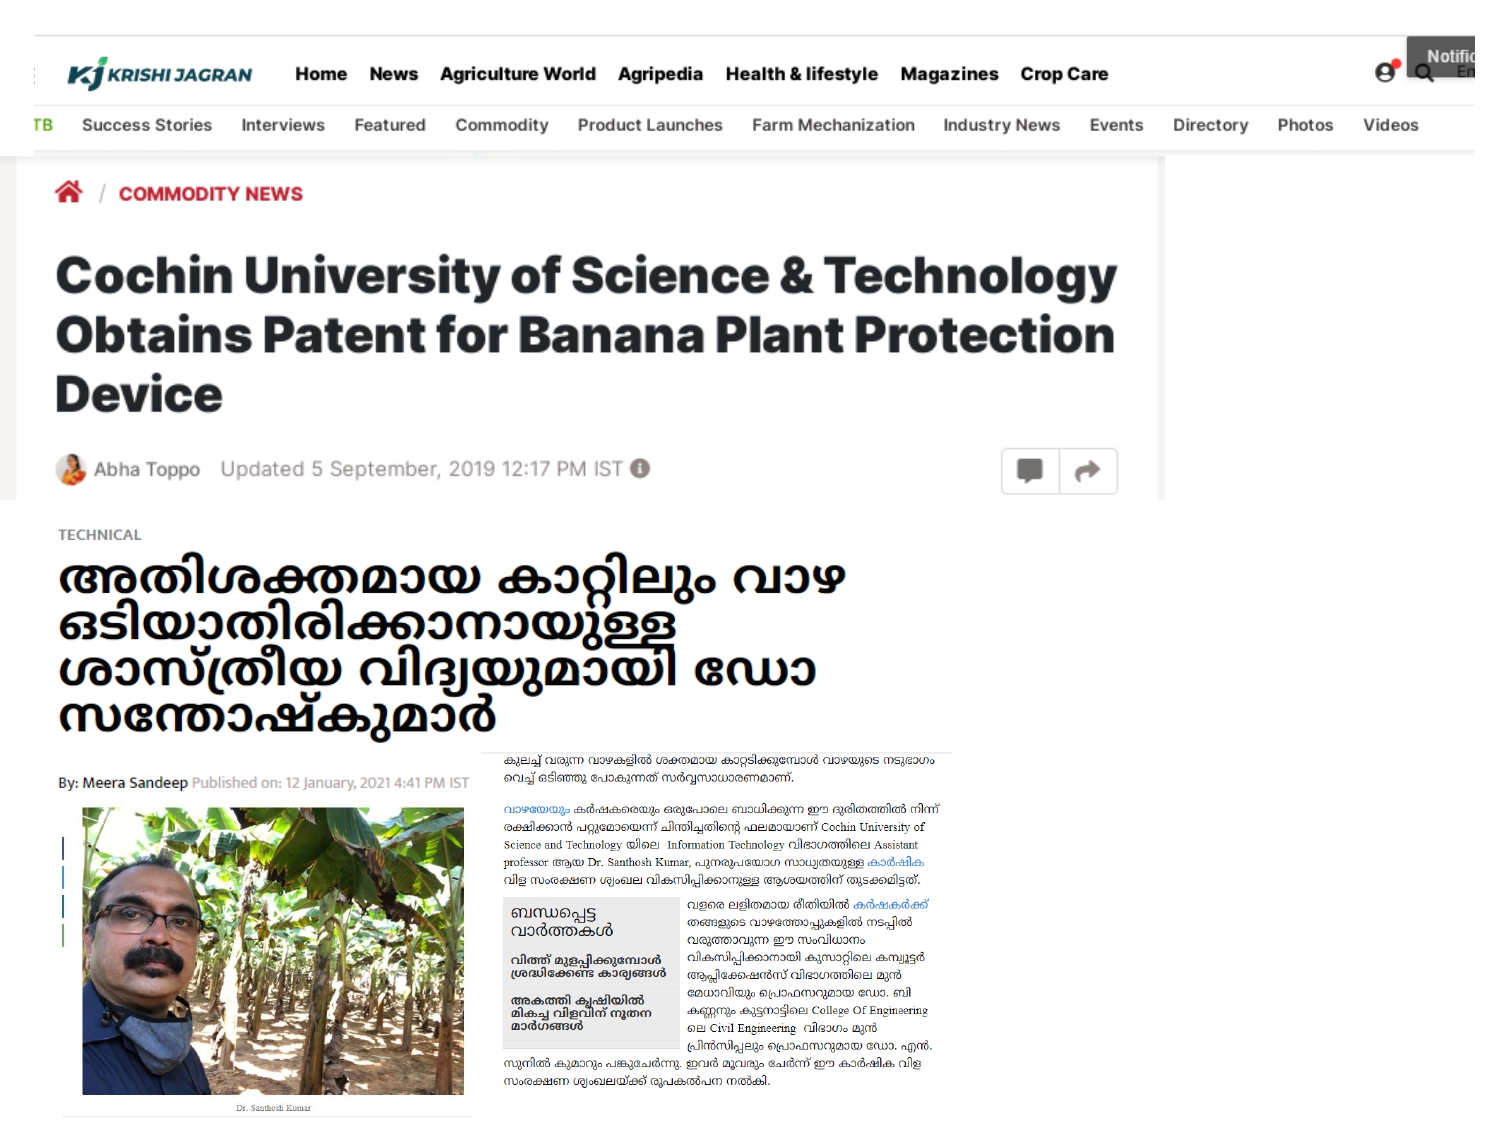 KRISHI JAGRAN Home News Agriculture World Agripedia Health & lifestyle Magazines Crop Care
TB Success Stories Interviews Featured Commodity Product Launches Farm Mechanization Industry News Events Directory Photos Videos
/ COMMODITY NEWS
Cochin University of Science & Technology
Obtains Patent for Banana Plant Protection
Device
Abha Toppo Updated 5 September, 2019 12:17 PM IST
TECHNICAL
അതിശക്തമായ കാറ്റിലും വാഴ
ഒടിയാതിരിക്കാനായുള്ള
ശാസ്ത്രീയ വിദ്യയുമായി ഡോ
സന്തോഷ്കുമാർ
By: Meera Sandeep Published on: 12 January, 2021 4:41 PM IST
Dr. Santhosh Kumar
കുലച്ച് വരുന്ന വാഴകളിൽ ശക്തമായ കാറ്റടിക്കുമ്പോൾ വാഴയുടെ നടുഭാഗം
വെച്ച് ഒടിഞ്ഞു പോകുന്നത് സർവ്വസാധാരണമാണ്.
വാഴയേയും കർഷകരെയും ഒരുപോലെ ബാധിക്കുന്ന ഈ ദുരിതത്തിൽ നിന്ന്
രക്ഷിക്കാൻ പറ്റുമോയെന്ന് ചിന്തിച്ചതിന്റെ ഫലമായാണ് Cochin University of
Science and Technology യിലെ Information Technology വിഭാഗത്തിലെ Assistant
professor ആയ Dr. Santhosh Kumar, പുനരുപയോഗ സാധ്യതയുള്ള കാർഷിക
വിള സംരക്ഷണ ശൃംഖല വികസിപ്പിക്കാനുള്ള ആശയത്തിന് തുടക്കമിട്ടത്.
ബന്ധപ്പെട്ട
വാർത്തകൾ
വിത്ത് മുളപ്പിക്കുമ്പോൾ
ശ്രദ്ധിക്കേണ്ട കാര്യങ്ങൾ
അകത്തി കൃഷിയിൽ
മികച്ച വിളവിന് നൂതന
മാർഗങ്ങൾ
വളരെ ലളിതമായ രീതിയിൽ കർഷകർക്ക്
തങ്ങളുടെ വാഴത്തോപ്പുകളിൽ നടപ്പിൽ
വരുത്താവുന്ന ഈ സംവിധാനം
വികസിപ്പിക്കാനായി കുസാറ്റിലെ കമ്പ്യൂട്ടർ
ആപ്ലിക്കേഷൻസ് വിഭാഗത്തിലെ മുൻ
മേധാവിയും പ്രൊഫസറുമായ ഡോ. ബി
കണ്ണനും കുട്ടനാട്ടിലെ College Of Engineering
ലെ Civil Engineering വിഭാഗം മുൻ
പ്രിൻസിപ്പലും പ്രൊഫസറുമായ ഡോ. എൻ.
സുനിൽ കുമാറും പങ്കുചേർന്നു. ഇവർ മൂവരും ചേർന്ന് ഈ കാർഷിക വിള
സംരക്ഷണ ശൃംഖലയ്ക്ക് രൂപകൽപന നൽകി.